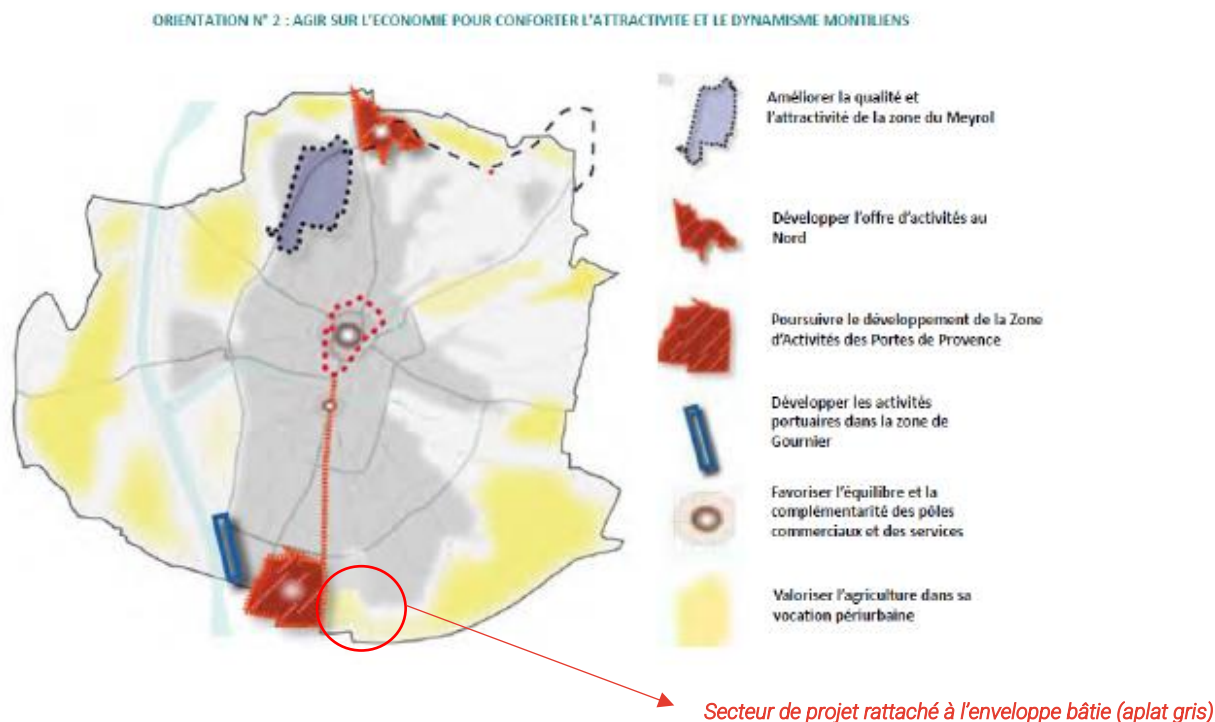 ORIENTATION N° 2 : AGIR SUR L'ECONOMIE POUR CONFORTER L'ATTRACTIVITE ET LE DYNAMISME MONTILIENS
Améliorer la qualité et
l'attractivité de la zone du Meyrol
Développer l'offre d'activités au
Nord
Poursuivre le développement de la Zone
d'Activités des Portes de Provence
Développer les activités
portuaires dans la zone de
Gournier
Favoriser l'équilibre et la
complémentarité des pôles
commerciaux et des services
Valoriser l'agriculture dans sa
vocation périurbaine
Secteur de projet rattaché à l'enveloppe bâtie (aplat gris)